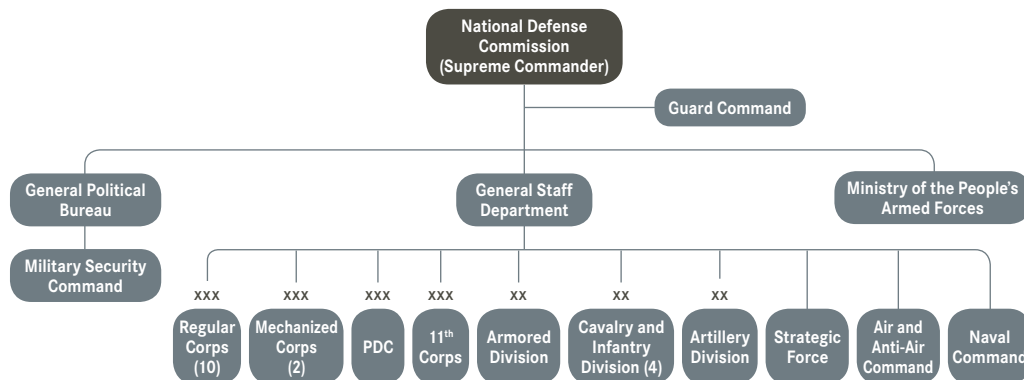 National Defense
Commission
(Supreme Commander)
Guard Command
General Political
Bureau
General Staff
Department
Ministry of the People's
Armed Forces
Military Security
Command
xxx
xxx
xxx
xxx
xx
xx
xx
Regular
Corps
(10)
Mechanized
Corps
(2)
PDC
11th
Corps
Armored
Division
Cavalry and
Infantry
Division (4)
Artillery
Division
Strategic
Force
Air and
Anti-Air
Command
Naval
Command